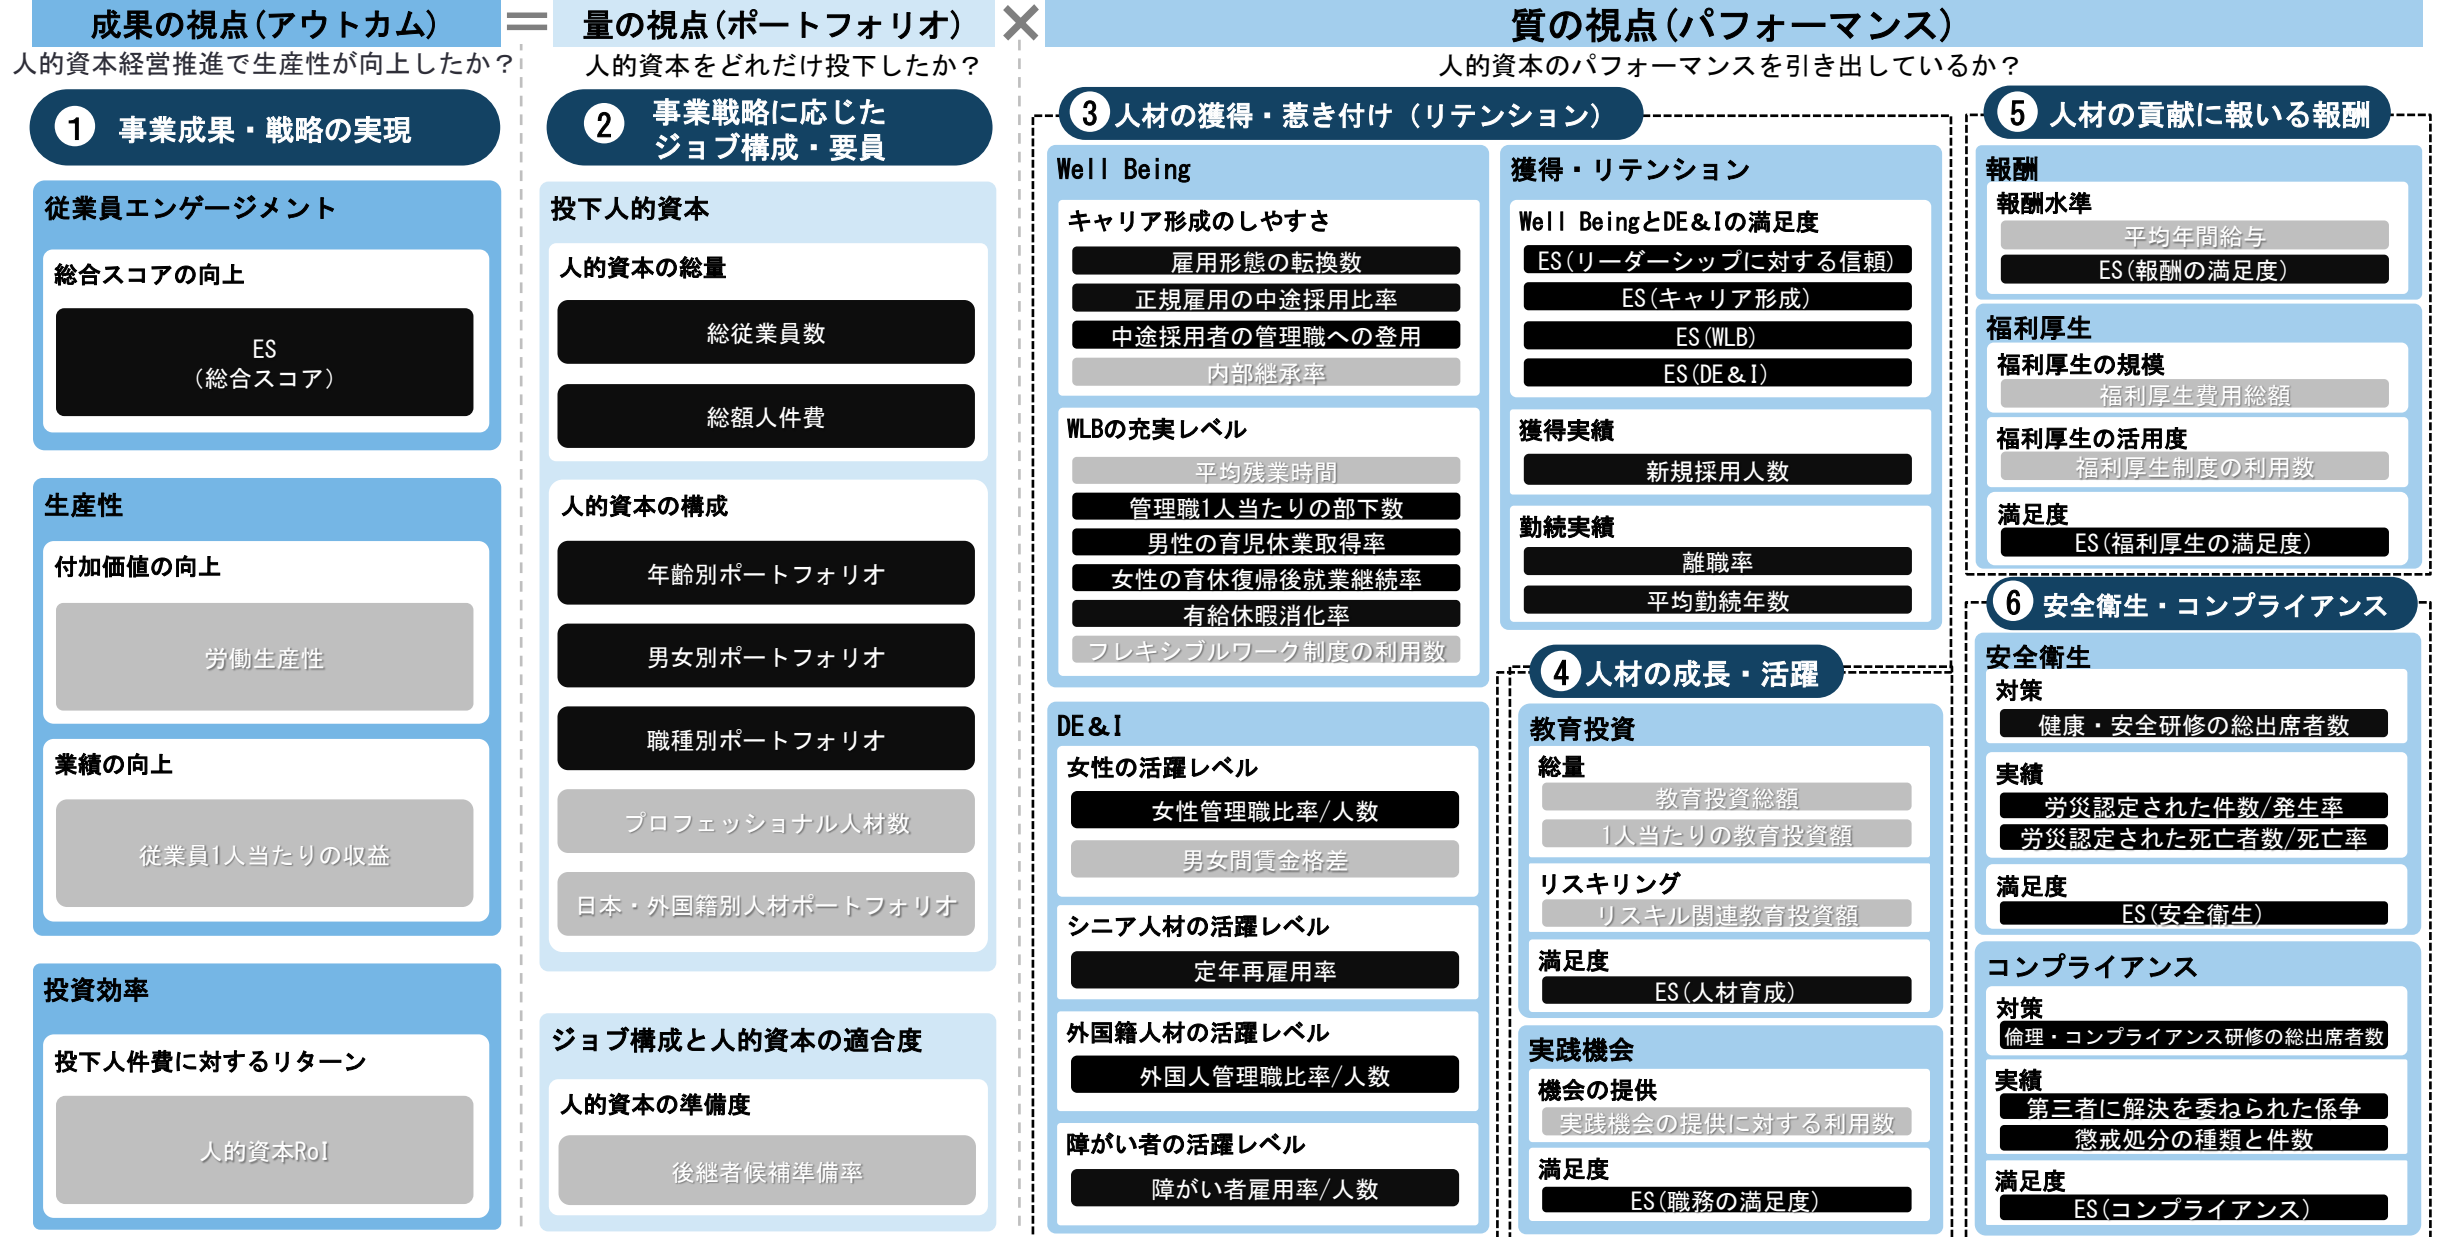 成果の視点(アウトカム)
人的資本経営推進で生産性が向上したか？
1 事業成果・戦略の実現
従業員エンゲージメント
総合スコアの向上
ES
(総合スコア)
生産性
付加価値の向上
労働生産性
業績の向上
従業員1人当たりの収益
投資効率
投下人件費に対するリターン
人的資本RoI
=
量の視点(ポートフォリオ)
人的資本をどれだけ投下したか？
2 事業戦略に応じた
ジョブ構成・要員
投下人的資本
人的資本の総量
総従業員数
総額人件費
人的資本の構成
年齢別ポートフォリオ
男女別ポートフォリオ
職種別ポートフォリオ
プロフェッショナル人材数
日本・外国籍別人材ポートフォリオ
ジョブ構成と人的資本の適合度
人的資本の準備度
後継者候補準備率
×
質の視点(パフォーマンス)
人的資本のパフォーマンスを引き出しているか？
3 人材の獲得・惹き付け（リテンション）
Well Being
キャリア形成のしやすさ
雇用形態の転換数
正規雇用の中途採用比率
中途採用者の管理職への登用
内部継承率
WLBの充実レベル
平均残業時間
管理職1人当たりの部下数
男性の育児休業取得率
女性の育休復帰後就業継続率
有給休暇消化率
フレキシブルワーク制度の利用数
DE＆I
女性の活躍レベル
女性管理職比率/人数
男女間賃金格差
シニア人材の活躍レベル
定年再雇用率
外国籍人材の活躍レベル
外国人管理職比率/人数
障がい者の活躍レベル
障がい者雇用率/人数
獲得・リテンション
Well BeingとDE＆Iの満足度
ES(リーダーシップに対する信頼)
ES(キャリア形成)
ES(WLB)
ES(DE＆I)
獲得実績
新規採用人数
勤続実績
離職率
平均勤続年数
4 人材の成長・活躍
教育投資
総量
教育投資総額
1人当たりの教育投資額
リスキリング
リスキル関連教育投資額
満足度
ES(人材育成)
実践機会
機会の提供
実践機会の提供に対する利用数
満足度
ES(職務の満足度)
5 人材の貢献に報いる報酬
報酬
報酬水準
平均年間給与
ES(報酬の満足度)
福利厚生
福利厚生の規模
福利厚生費用総額
福利厚生の活用度
福利厚生制度の利用数
満足度
ES(福利厚生の満足度)
6 安全衛生・コンプライアンス
安全衛生
対策
健康・安全研修の総出席者数
実績
労災認定された件数/発生率
労災認定された死亡者数/死亡率
満足度
ES(安全衛生)
コンプライアンス
対策
倫理・コンプライアンス研修の総出席者数
実績
第三者に解決を委ねられた係争
懲戒処分の種類と件数
満足度
ES(コンプライアンス)